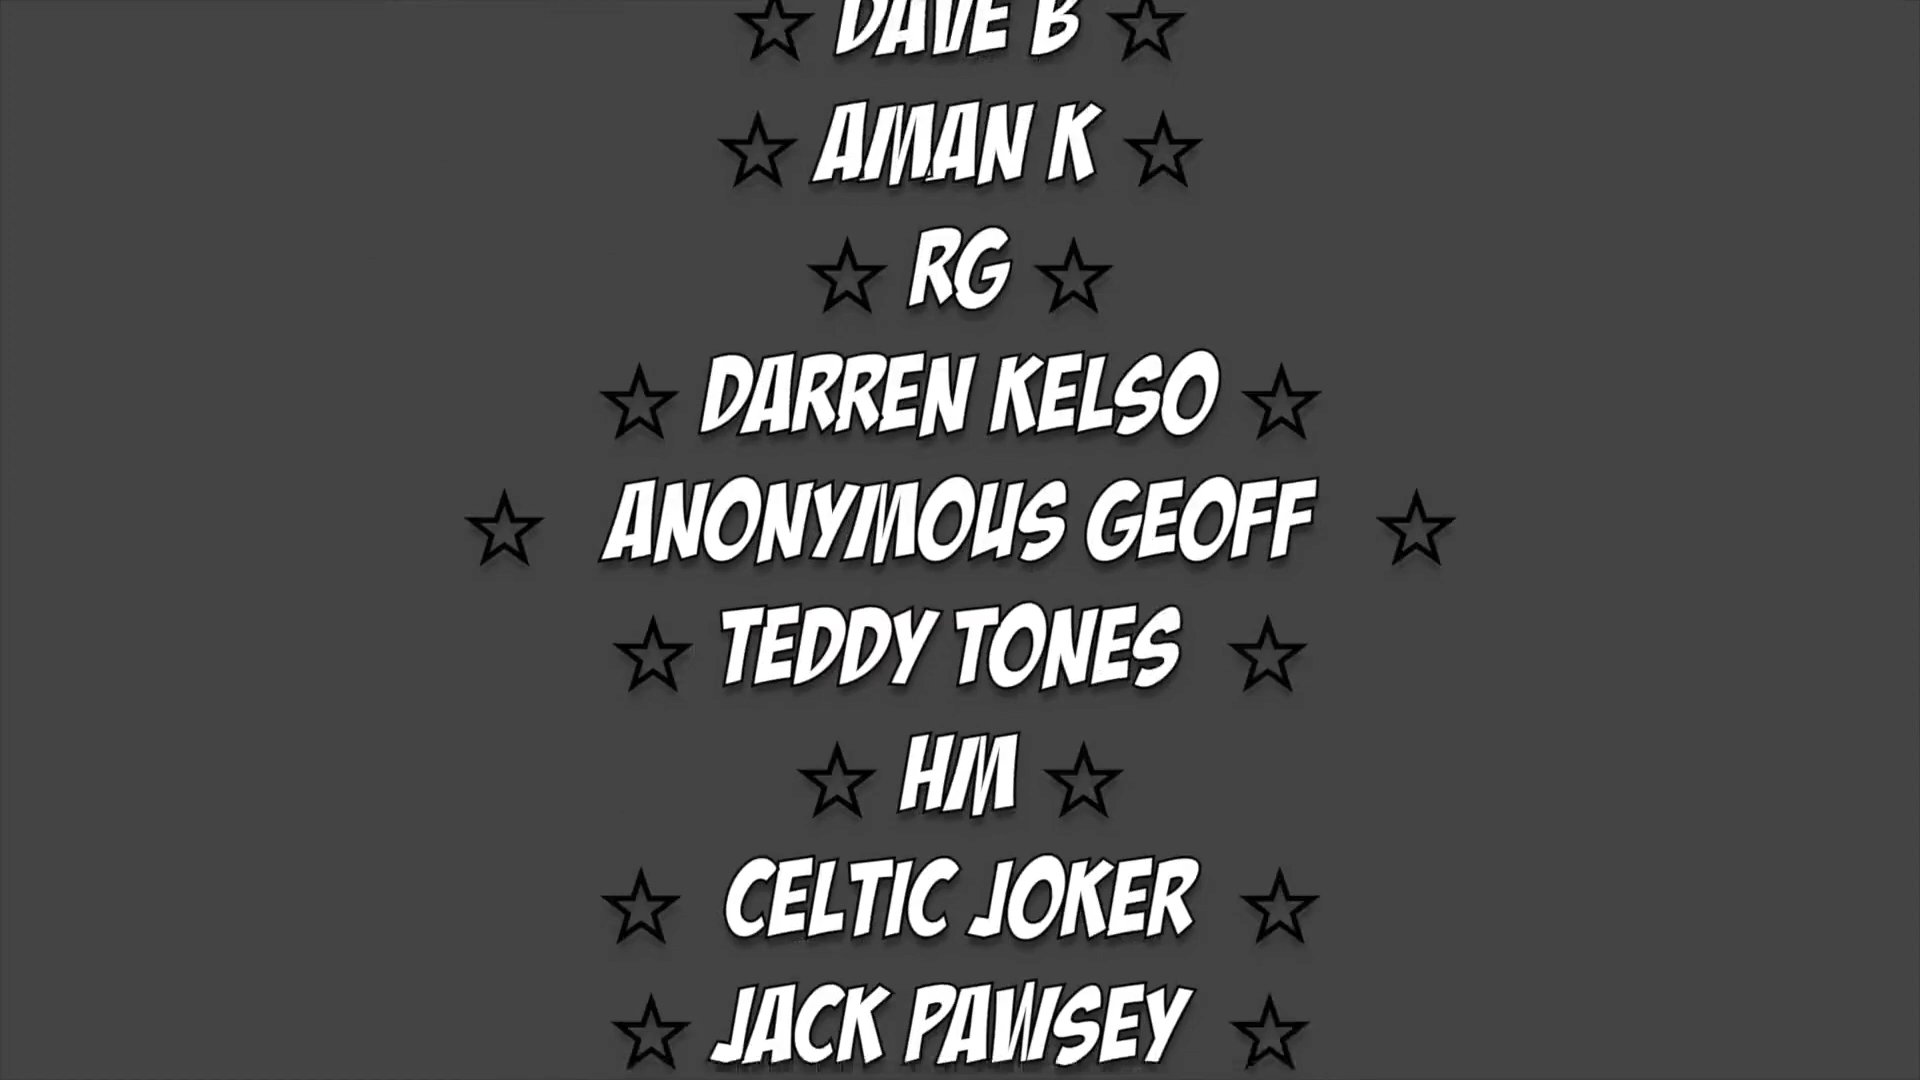 ☆ DAVE B ☆
☆ AMAN K ☆
☆ RG ☆
☆ DARREN KELSO ☆
☆ ANONYMOUS GEOFF ☆
☆ TEDDY TONES ☆
☆ HM ☆
☆ CELTIC JOKER ☆
☆ JACK PAWSEY ☆